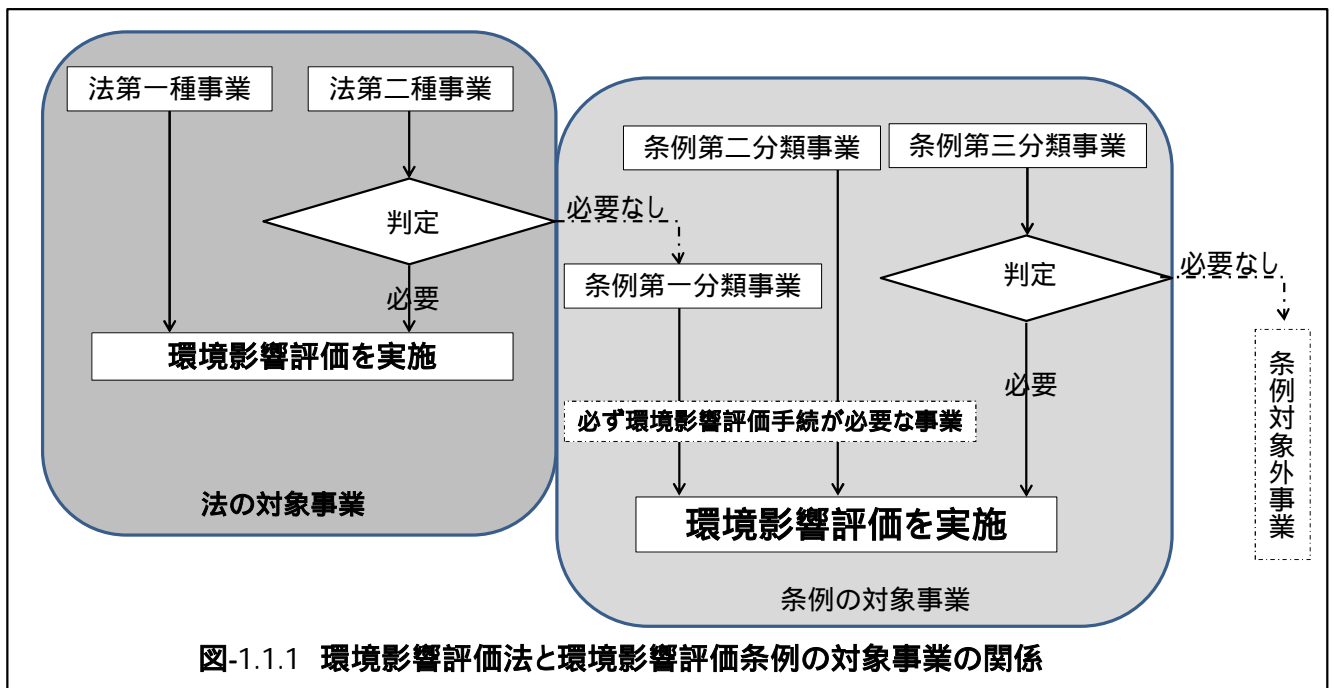 法第一種事業
法第二種事業
判定
必要
環境影響評価を実施
法の対象事業
必要なし
条例第一分類事業
条例第二分類事業
条例第三分類事業
判定
必要なし
必要
必ず環境影響評価手続が必要な事業
環境影響評価を実施
条例の対象事業
条例対象外事業
図-1.1.1 環境影響評価法と環境影響評価条例の対象事業の関係